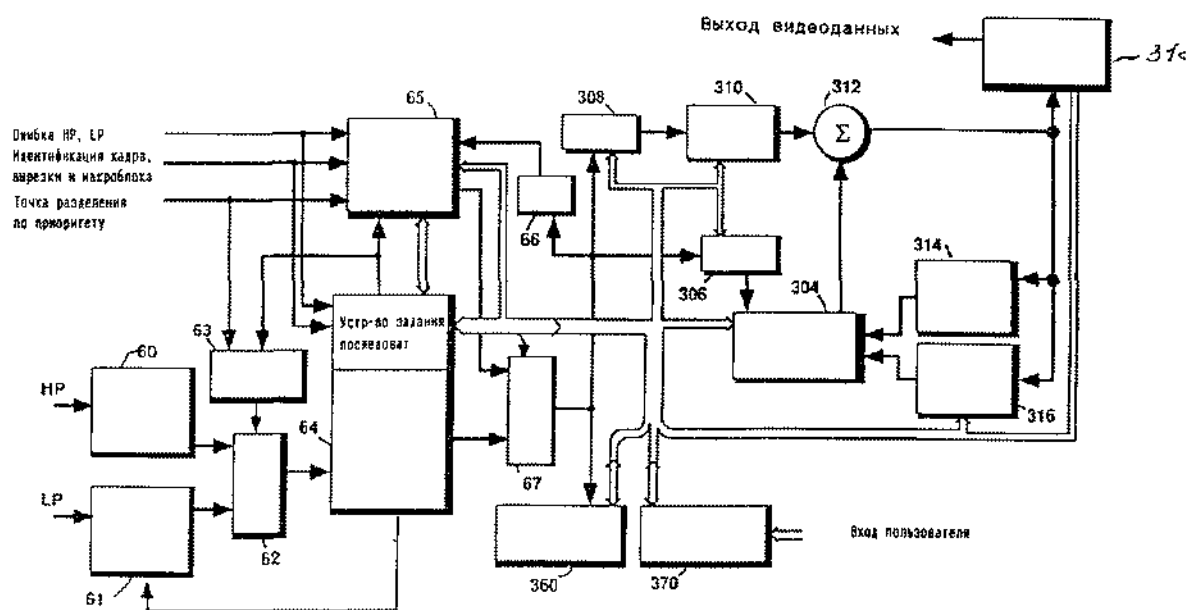 Выход видеоданных
65
308
310
312
Ошибка HP, LP
Идентификация кадра,
вырезки и макроблока
Точка разделения
по приоритету
66
306
304
314
316
Устр-во задания
последоват
63
60
HP
64
67
LP
62
61
360
370
Вход пользователя
Σ